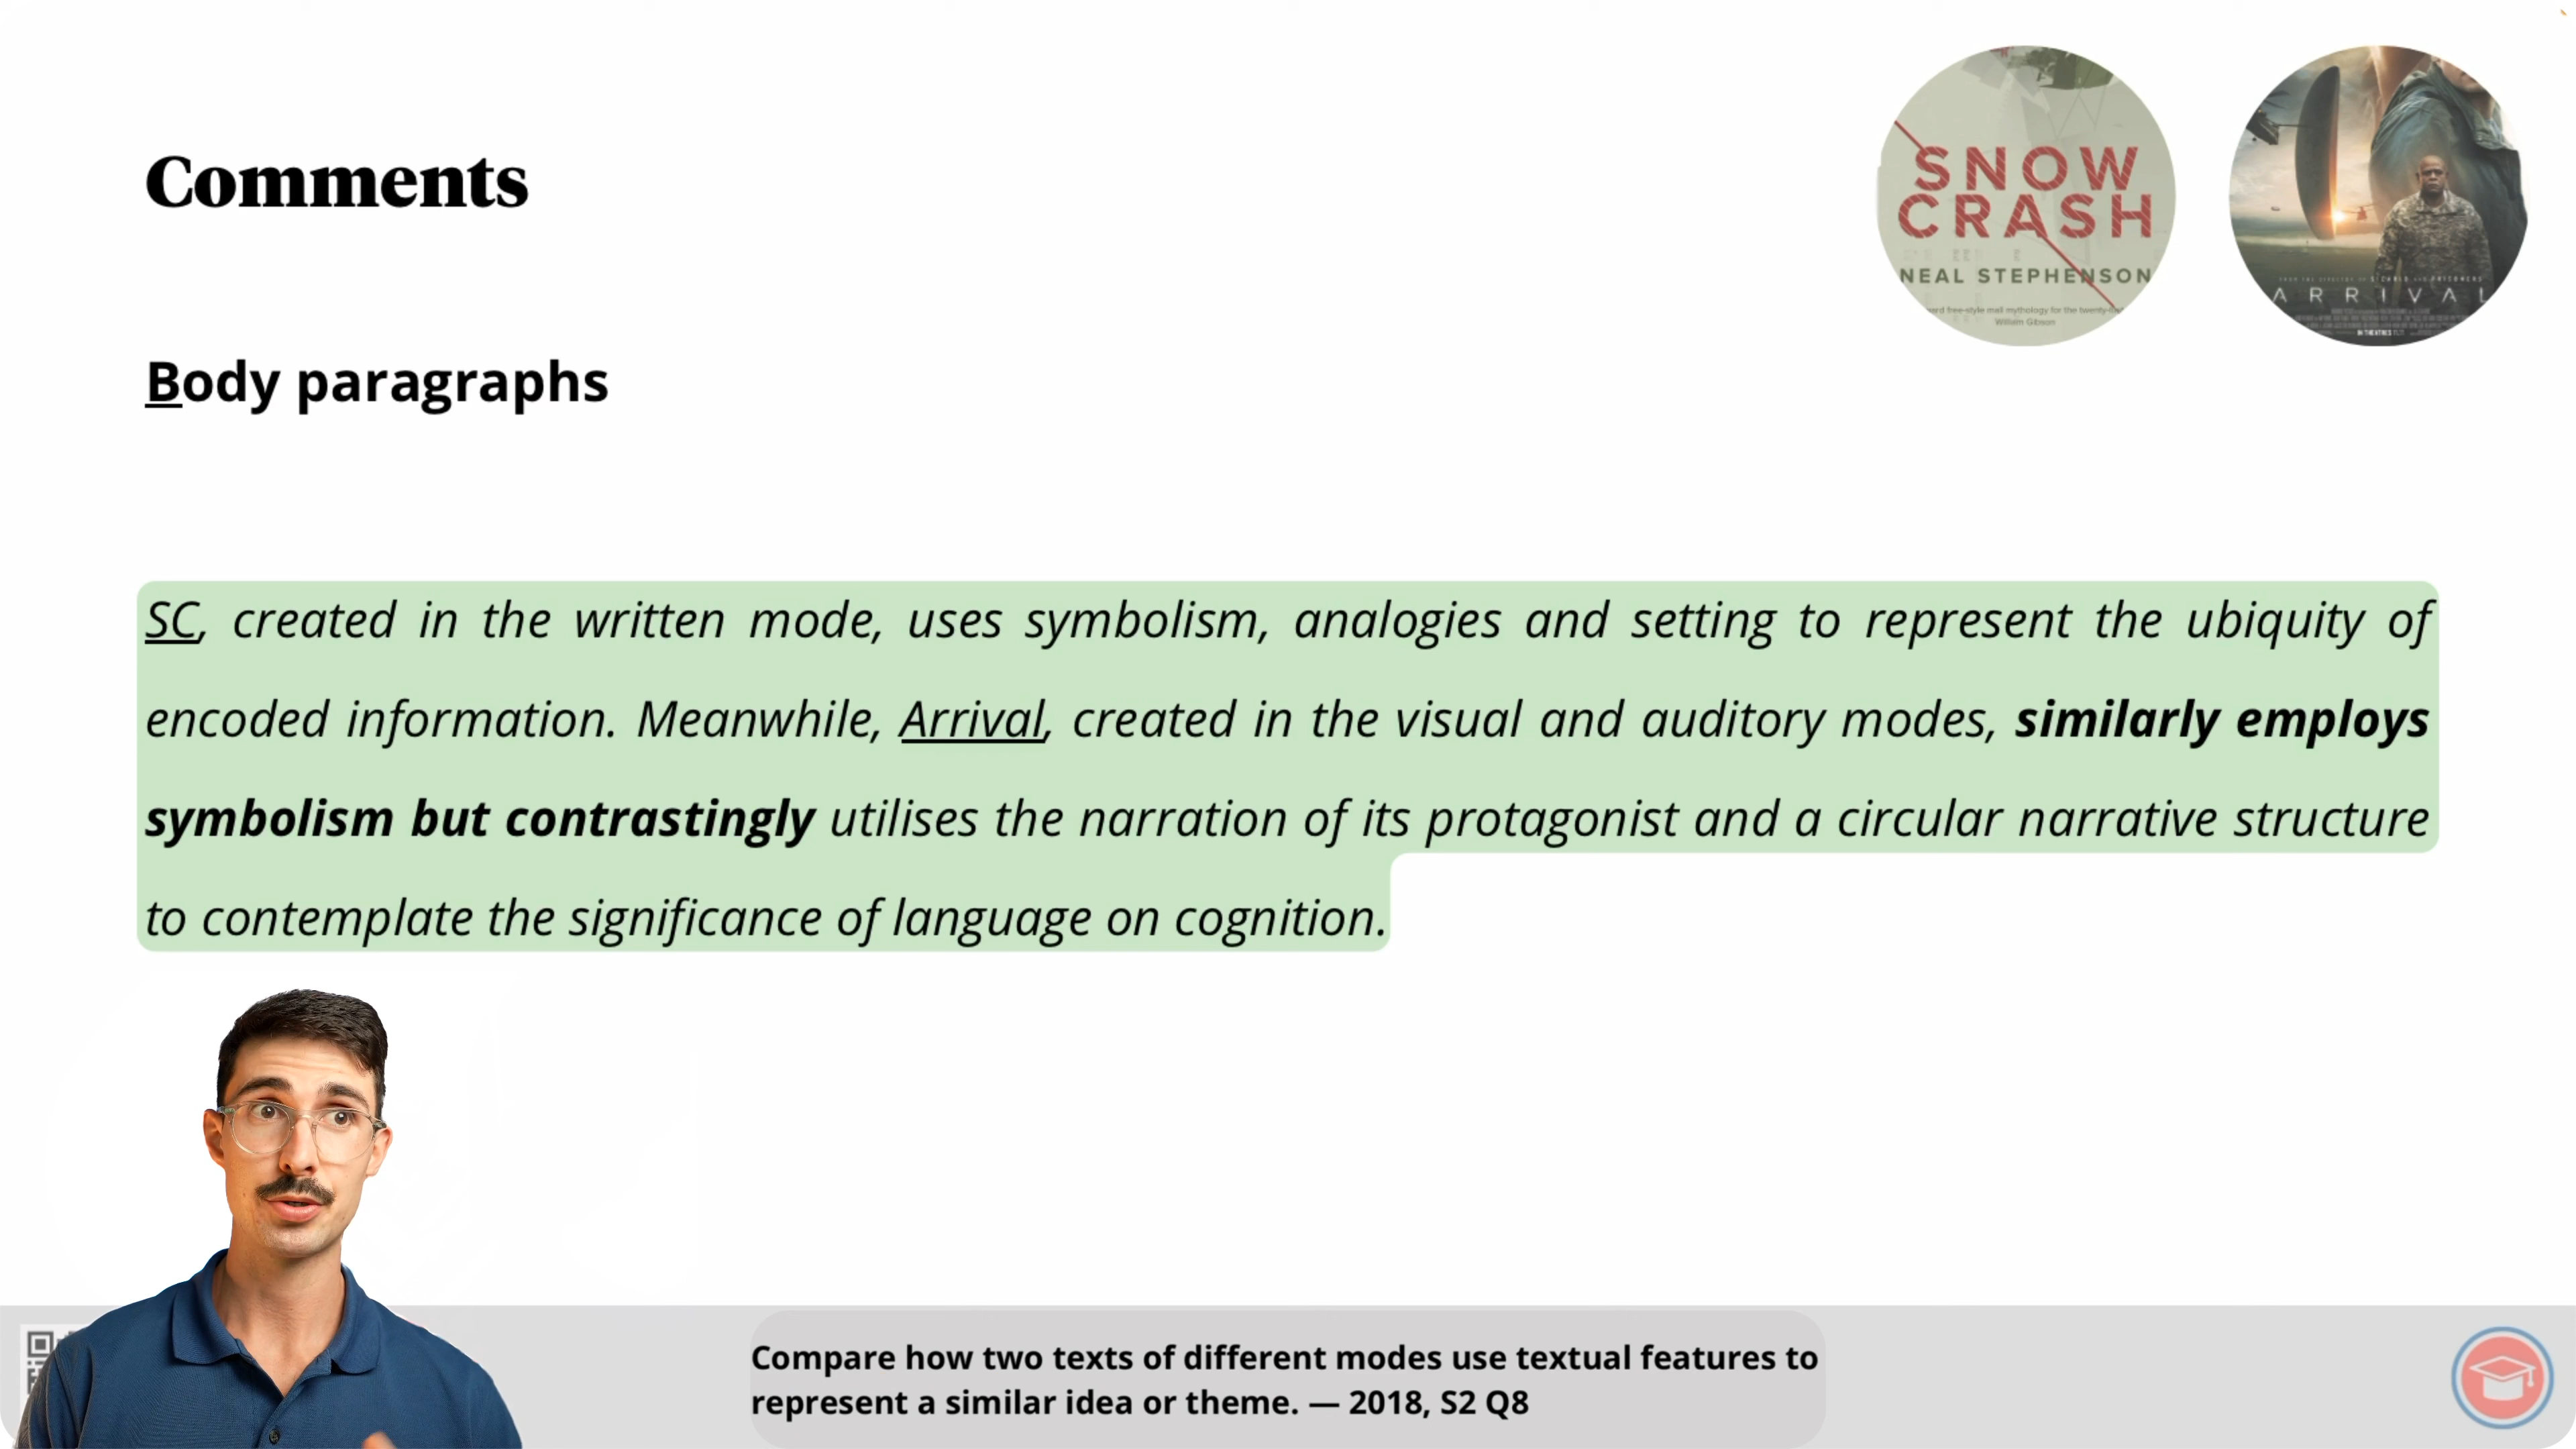 Comments
SNOW
CRASH
NEAL STEPHENSON
Willem Gibson
ARRIVAL
Body paragraphs
SC, created in the written mode, uses symbolism, analogies and setting to represent the ubiquity of
encoded information. Meanwhile, Arrival, created in the visual and auditory modes, similarly employs
symbolism but contrastingly utilises the narration of its protagonist and a circular narrative structure
to contemplate the significance of language on cognition.
Compare how two texts of different modes use textual features to
represent a similar idea or theme. — 2018, S2 Q8